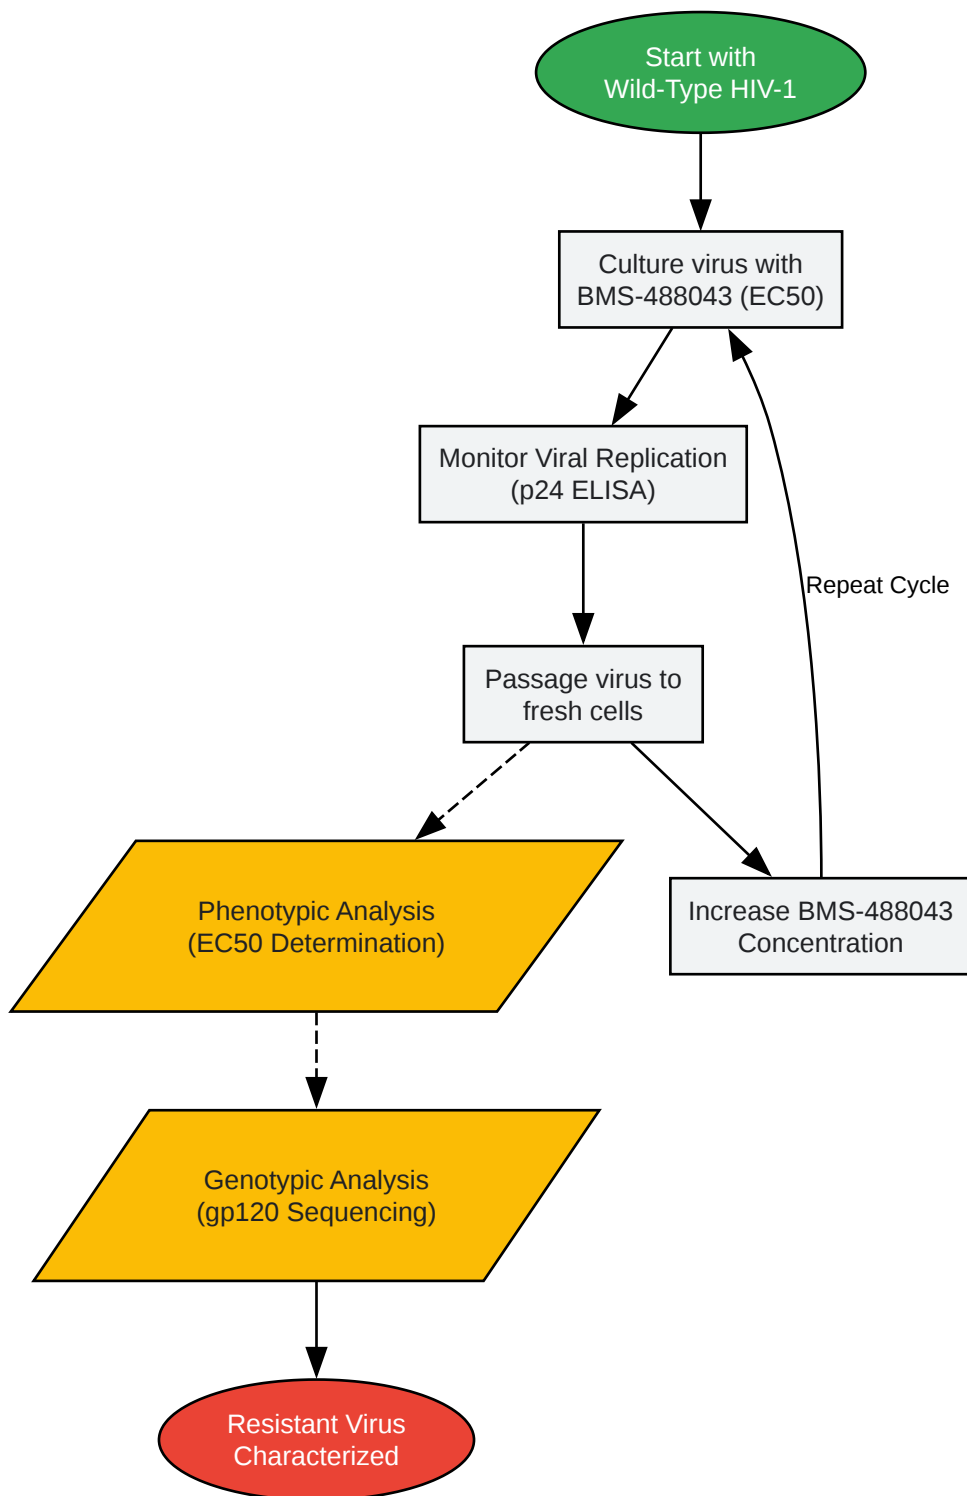 Start with
Wild-Type HIV-1
Culture virus with
BMS-488043 (EC50)
Monitor Viral Replication
(p24 ELISA)
Repeat Cycle
Passage virus to
fresh cells
Phenotypic Analysis
(EC50 Determination)
Increase BMS-488043
Concentration
Genotypic Analysis
(gp120 Sequencing)
Resistant Virus
Characterized